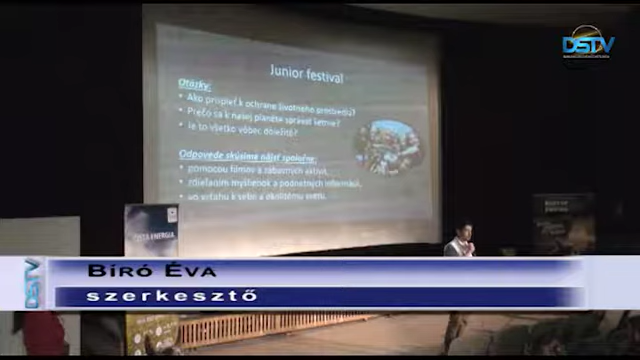 DSTV
Junior festival
Otázky:
• Ako prispieť k ochrane životného prostredia?
• Prečo sa k našej planéte správať šetrne?
• Je to všetko vôbec dôležité?
Odpovede skúsime nájsť spoločne:
• pomocou filmov a zábavných aktivít,
• zdieľaním myšlienok a podnetných informácií,
• vo vzťahu k sebe a okolitému svetu.
ENERGIA
BÍRÓ ÉVA
szerkesztő
DSTV